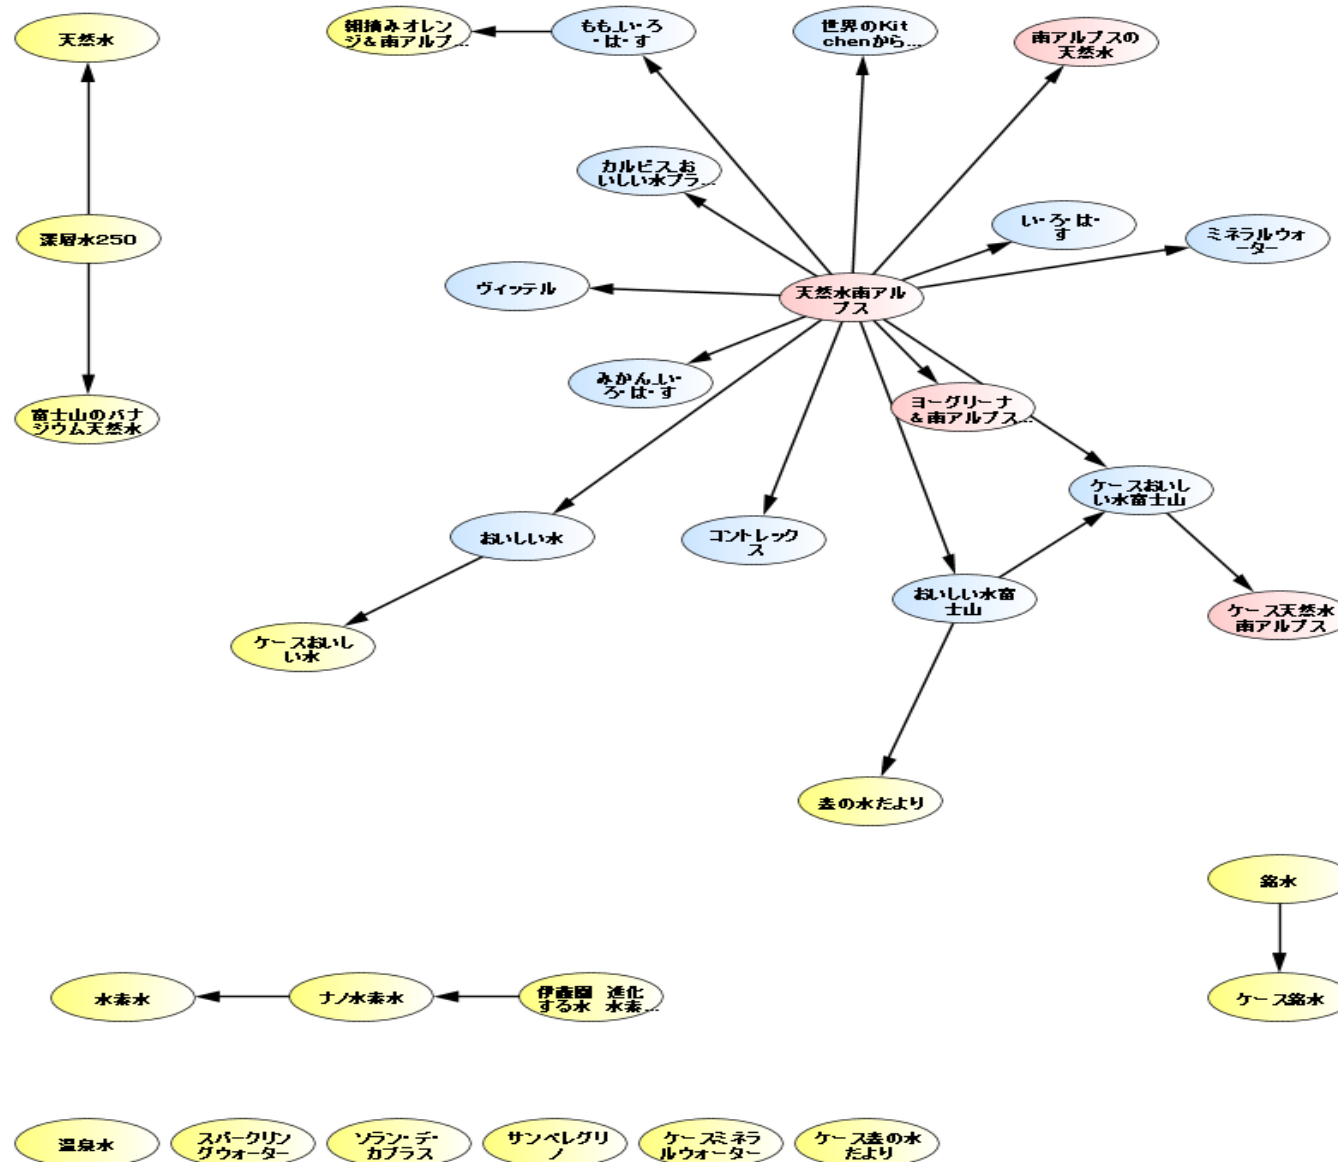 天然水
朝摘みオレン
ジ&南アルプ...
もも_い・ろ
・は・す
世界のKit
chenから...
南アルプスの
天然水
カルピス_お
いしい水プラ...
深層水250
い・ろ・は・
す
ミネラルウォ
ーター
ヴィッテル
天然水南アル
プス
みかん_い・
ろ・は・す
ヨーグリーナ
&南アルプス...
富士山のバナ
ジウム天然水
ケースおいし
い水富士山
おいしい水
コントレック
ス
おいしい水富
士山
ケース天然水
南アルプス
ケースおいし
い水
森の水だより
銘水
水素水
ナノ水素水
伊藤園 進化
する水 水素...
ケース銘水
温泉水
スパークリン
グウォーター
ソラン・デ・
カブラス
サンペレグリ
ノ
ケースミネラ
ルウォーター
ケース森の水
だより